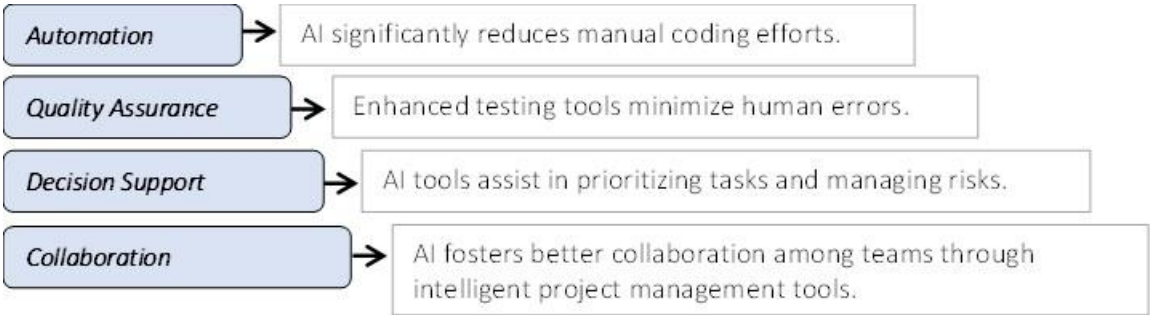 Automation
AI significantly reduces manual coding efforts.
Quality Assurance
Enhanced testing tools minimize human errors.
Decision Support
AI tools assist in prioritizing tasks and managing risks.
Collaboration
AI fosters better collaboration among teams through
intelligent project management tools.